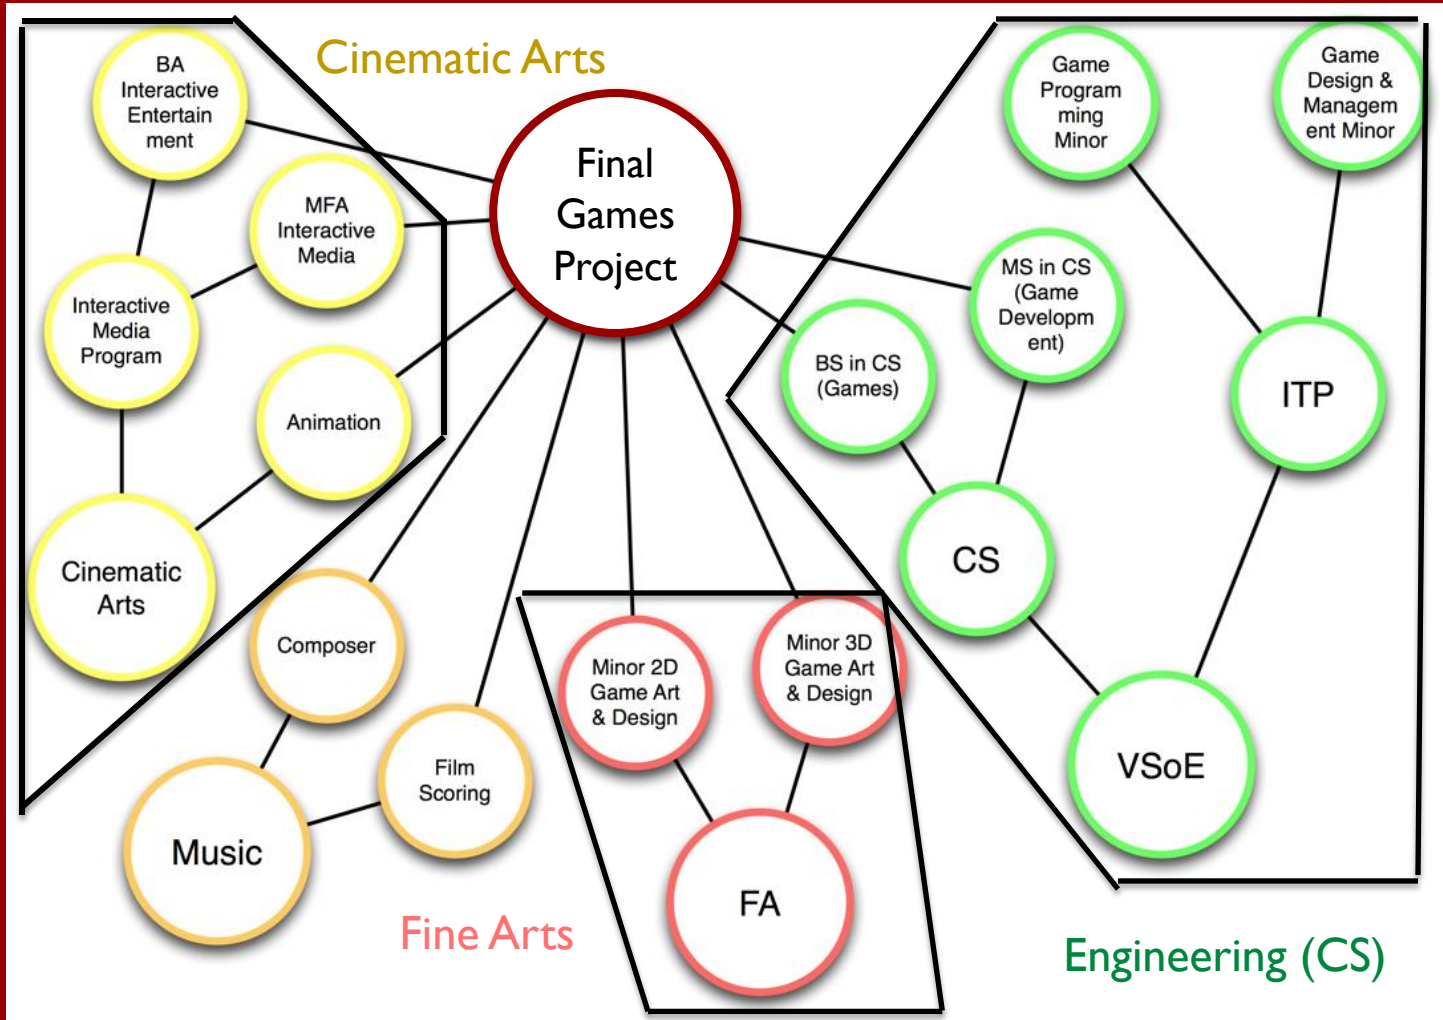 Cinematic Arts
BA
Interactive
Entertain
ment
MFA
Interactive
Media
Interactive
Media
Program
Animation
Cinematic
Arts
Final
Games
Project
Game
Program
ming
Minor
Game
Design &
Managem
ent Minor
MS in CS
(Game
Developm
ent)
BS in CS
(Games)
ITP
CS
VSoE
Composer
Film
Scoring
Music
Minor 2D
Game Art
& Design
Minor 3D
Game Art
& Design
FA
Fine Arts
Engineering (CS)